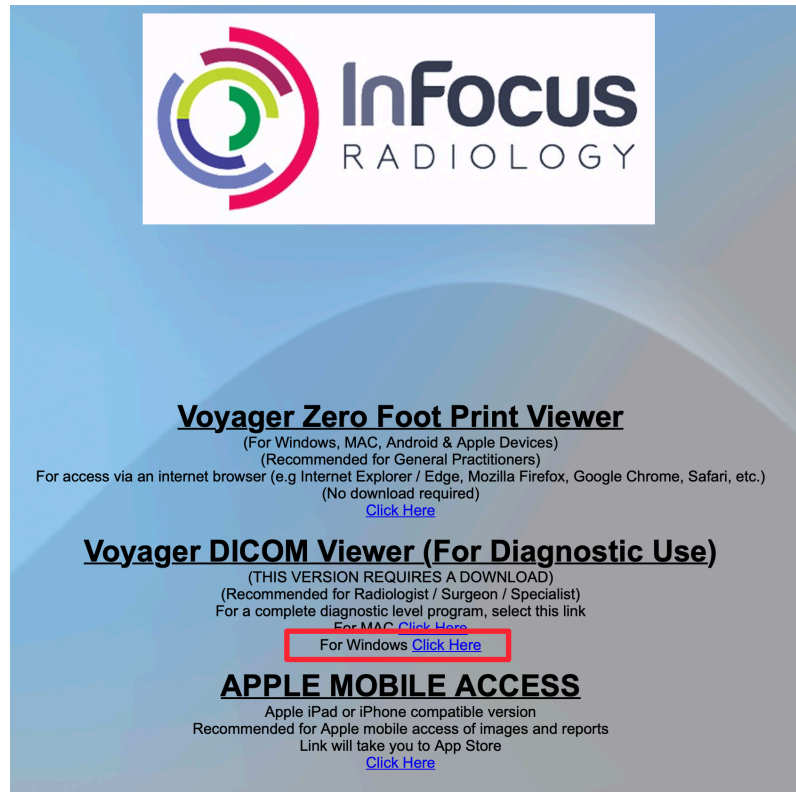 InFocus
RADIOLOGY
Voyager Zero Foot Print Viewer
(For Windows, MAC, Android & Apple Devices)
(Recommended for General Practitioners)
For access via an internet browser (e.g Internet Explorer / Edge, Mozilla Firefox, Google Chrome, Safari, etc.)
(No download required)
Click Here
Voyager DICOM Viewer (For Diagnostic Use)
(THIS VERSION REQUIRES A DOWNLOAD)
(Recommended for Radiologist / Surgeon / Specialist)
For a complete diagnostic level program, select this link
For MAC Click Here
For Windows Click Here
APPLE MOBILE ACCESS
Apple iPad or iPhone compatible version
Recommended for Apple mobile access of images and reports
Link will take you to App Store
Click Here